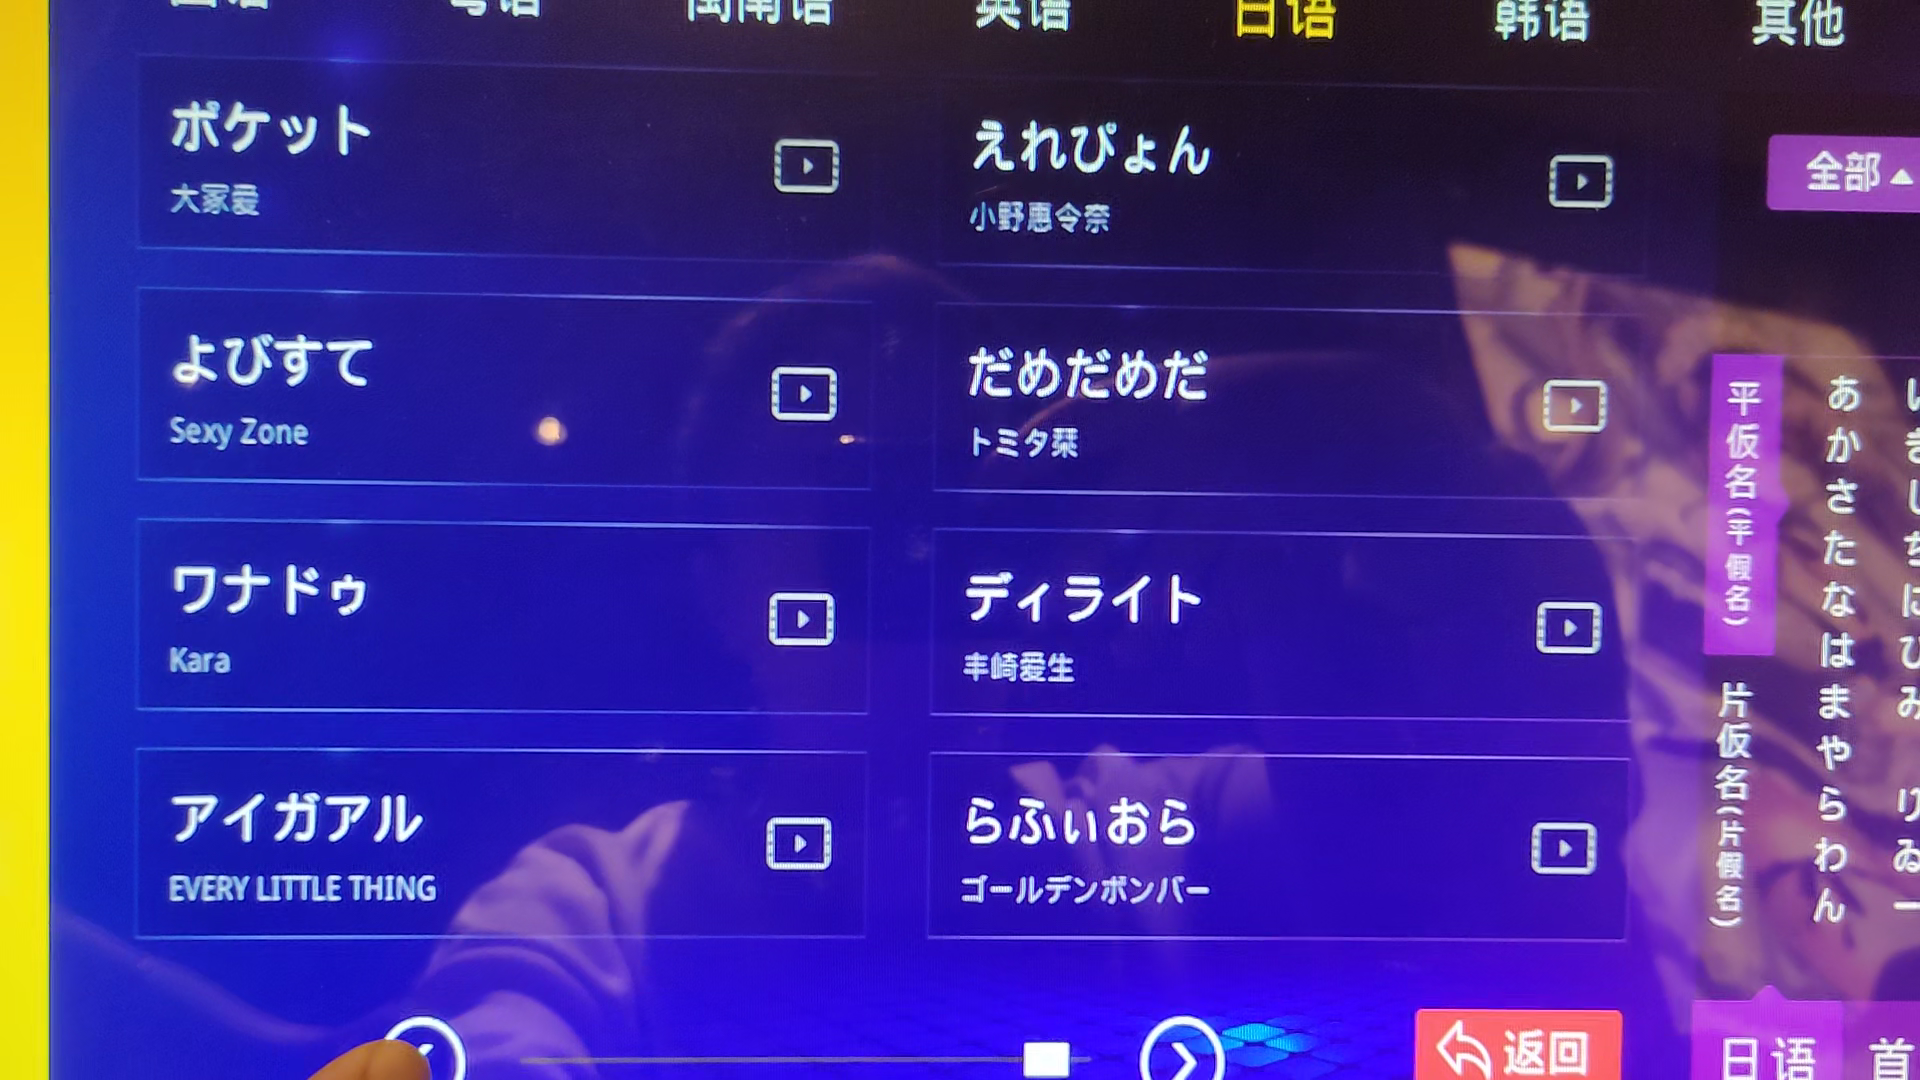 闽南语 英语 日语 韩语 其他
ポケット
大冢爱
えれぴょん
小野惠令奈
全部▲
よびすて
Sexy Zone
だめだめだ
トミタ栞
ワナドゥ
Kara
ディライト
丰崎爱生
アイガアル
EVERY LITTLE THING
らふぃおら
ゴールデンボンバー
平仮名(平假名)
片仮名(片假名)
あ
か き
さ し
た ち
な に
は ひ
ま み
や
ら り
わ ゐ
ん ー
返回
日语 首